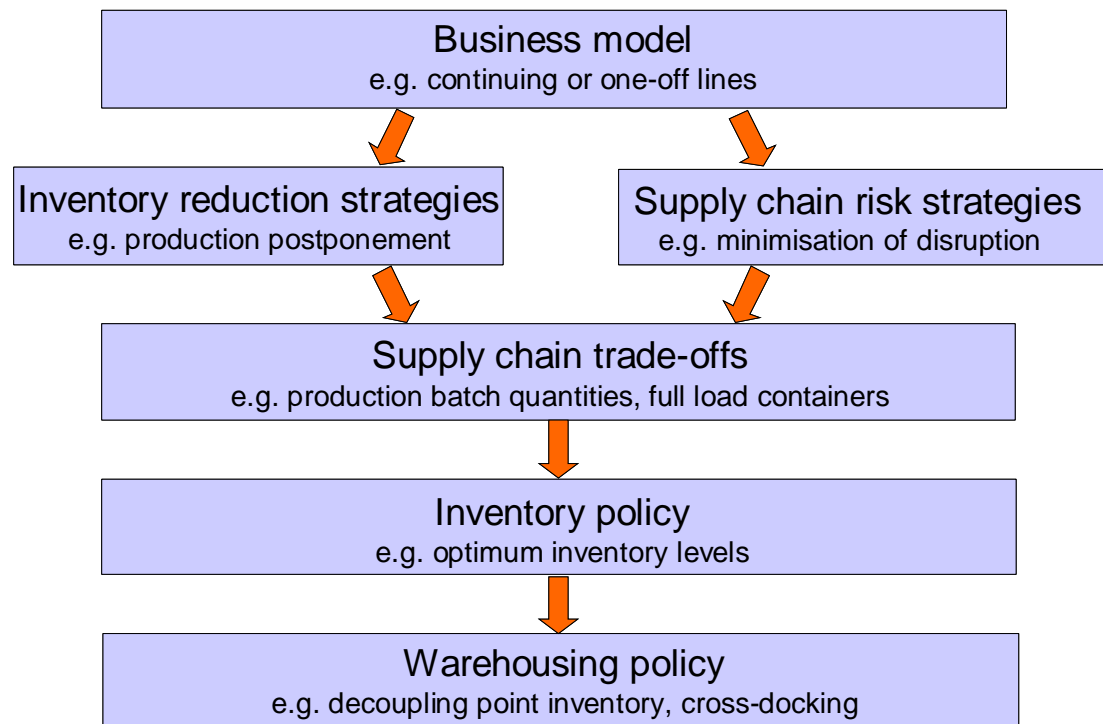 Business model
e.g. continuing or one-off lines
Inventory reduction strategies
e.g. production postponement
Supply chain risk strategies
e.g. minimisation of disruption
Supply chain trade-offs
e.g. production batch quantities, full load containers
Inventory policy
e.g. optimum inventory levels
Warehousing policy
e.g. decoupling point inventory, cross-docking